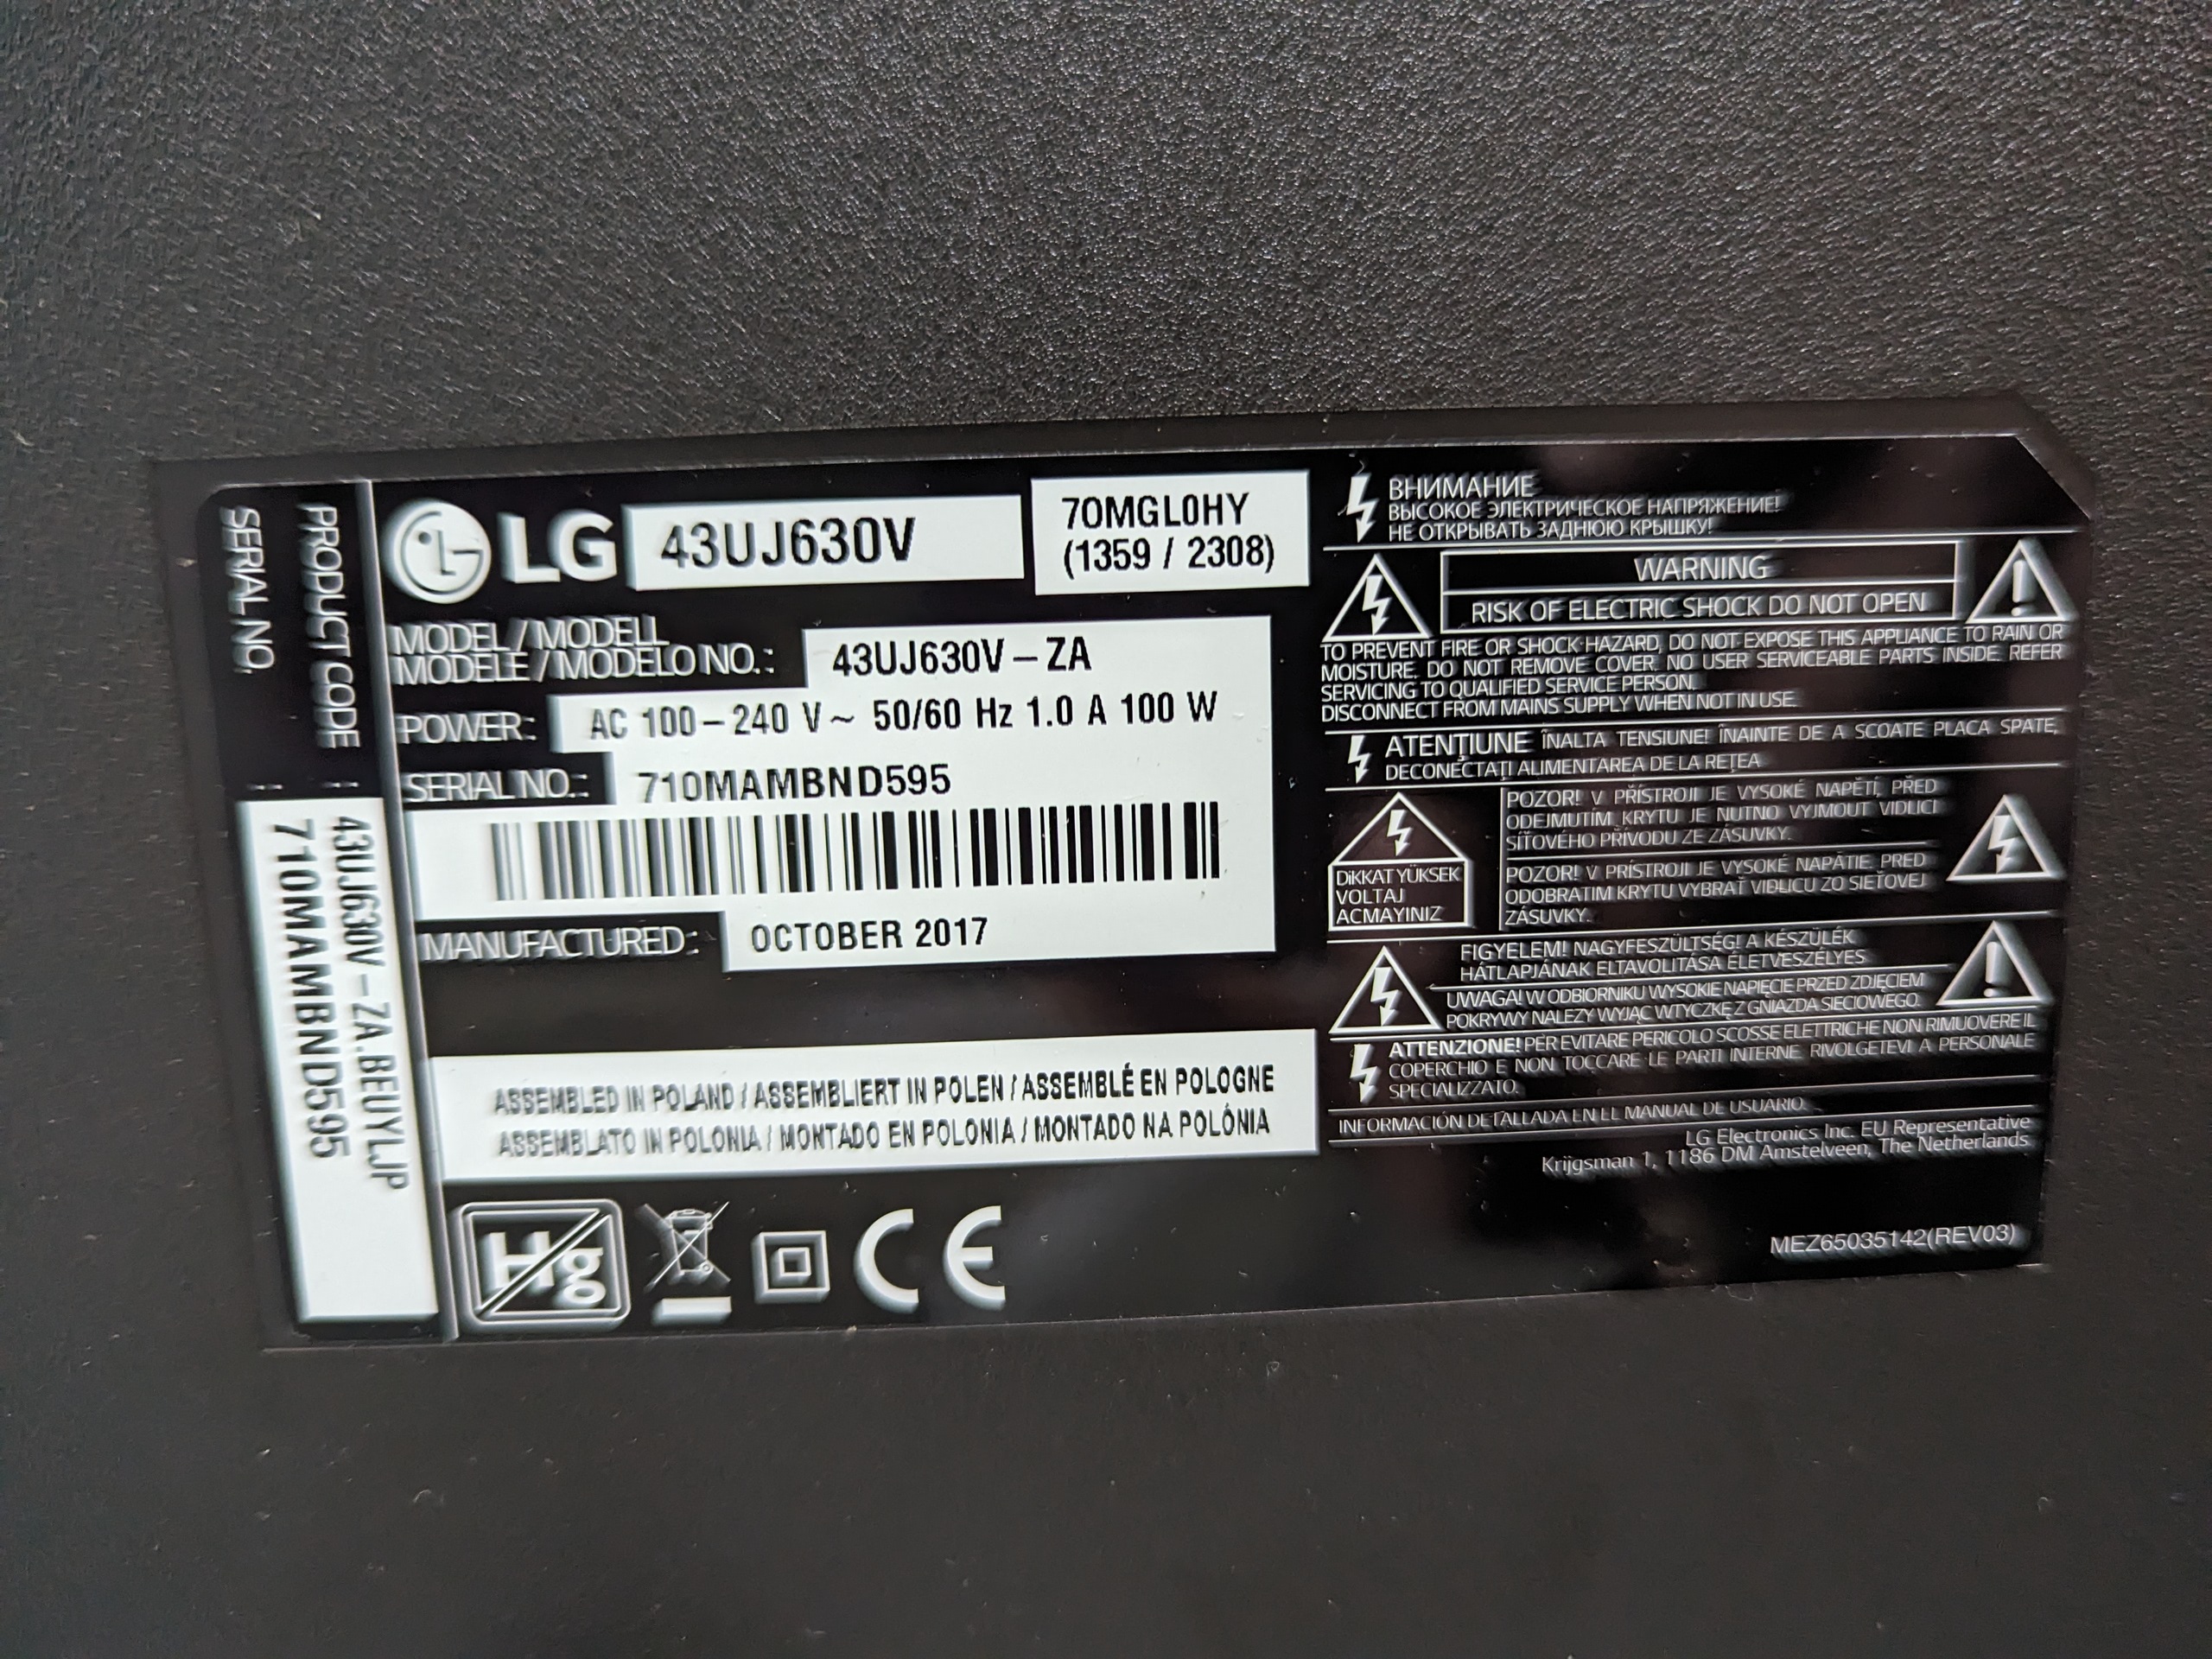 SERIAL NO. : 710MAMBND595
PRODUCT CODE : 43UJ630V-ZA.BEUYLJP
LG 43UJ630V
70MGL0HY
(1359 / 2308)
MODEL / MODELL
MODELE / MODELO NO. : 43UJ630V-ZA
POWER : AC 100-240 V~ 50/60 Hz 1.0 A 100 W
SERIAL NO. : 710MAMBND595
MANUFACTURED : OCTOBER 2017
ASSEMBLED IN POLAND / ASSEMBLIERT IN POLEN / ASSEMBLÉ EN POLOGNE
ASSEMBLATO IN POLONIA / MONTADO EN POLONIA / MONTADO NA POLÓNIA
Hg
CE
ВНИМАНИЕ
ВЫСОКОЕ ЭЛЕКТРИЧЕСКОЕ НАПРЯЖЕНИЕ!
НЕ ОТКРЫВАТЬ ЗАДНЮЮ КРЫШКУ!
WARNING
RISK OF ELECTRIC SHOCK DO NOT OPEN
TO PREVENT FIRE OR SHOCK HAZARD, DO NOT EXPOSE THIS APPLIANCE TO RAIN OR
MOISTURE. DO NOT REMOVE COVER. NO USER SERVICEABLE PARTS INSIDE. REFER
SERVICING TO QUALIFIED SERVICE PERSON.
DISCONNECT FROM MAINS SUPPLY WHEN NOT IN USE.
ATENŢIUNE ÎNALTA TENSIUNE! ÎNAINTE DE A SCOATE PLACA SPATE,
DECONECTAŢI ALIMENTAREA DE LA REŢEA
DİKKAT YÜKSEK
VOLTAJ
ACMAYINIZ
POZOR! V PŘÍSTROJI JE VYSOKÉ NAPĚTÍ, PŘED
ODEJMUTÍM KRYTU JE NUTNO VYJMOUT VIDLICI
SÍŤOVÉHO PŘÍVODU ZE ZÁSUVKY.
POZOR! V PRÍSTROJI JE VYSOKÉ NAPÄTIE. PRED
ODOBRATIM KRYTU VYBRAŤ VIDLICU ZO SIEŤOVEJ
ZÁSUVKY.
FIGYELEM! NAGYFESZÜLTSÉG! A KÉSZÜLÉK
HÁTLAPJÁNAK ELTAVOLITÁSA ÉLETVESZÉLYES
UWAGA! W ODBIORNIKU WYSOKIE NAPIĘCIE PRZED ZDJĘCIEM
POKRYWY NALEZY WYJĄC WTYCZKĘ Z GNIAZDA SIECIOWEGO.
ATTENZIONE! PER EVITARE PERICOLO SCOSSE ELETTRICHE NON RIMUOVERE IL
COPERCHIO E NON TOCCARE LE PARTI INTERNE. RIVOLGETEVI A PERSONALE
SPECIALIZZATO.
INFORMACIÓN DETALLADA EN EL MANUAL DE USUARIO.
LG Electronics Inc. EU Representative
Krijgsman 1, 1186 DM Amstelveen, The Netherlands
MEZ65035142(REV03)